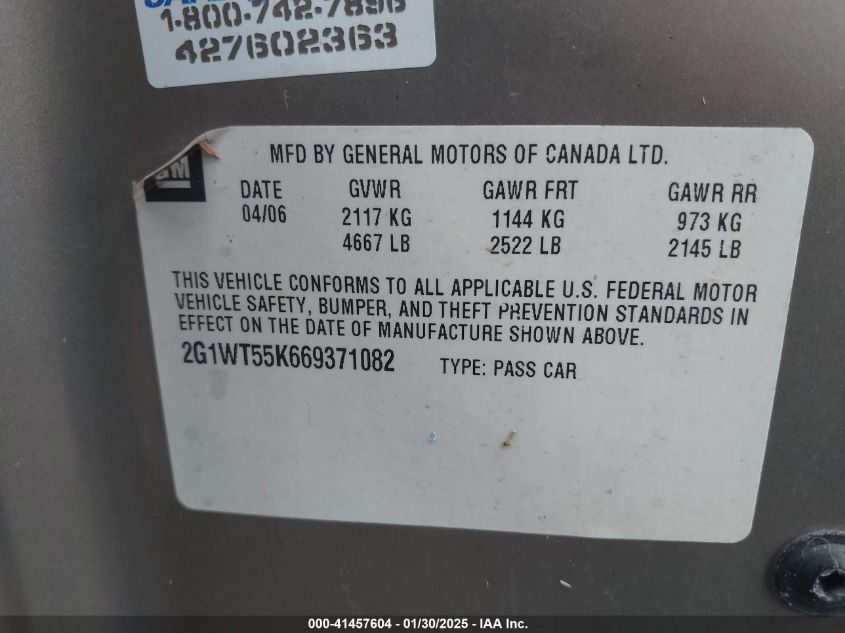 1-800-742-7896
427602363
GM
MFD BY GENERAL MOTORS OF CANADA LTD.
DATE GVWR GAWR FRT GAWR RR
04/06 2117 KG 1144 KG 973 KG
4667 LB 2522 LB 2145 LB
THIS VEHICLE CONFORMS TO ALL APPLICABLE U.S. FEDERAL MOTOR
VEHICLE SAFETY, BUMPER, AND THEFT PREVENTION STANDARDS IN
EFFECT ON THE DATE OF MANUFACTURE SHOWN ABOVE.
2G1WT55K669371082 TYPE: PASS CAR
000-41457604 - 01/30/2025 - IAA Inc.